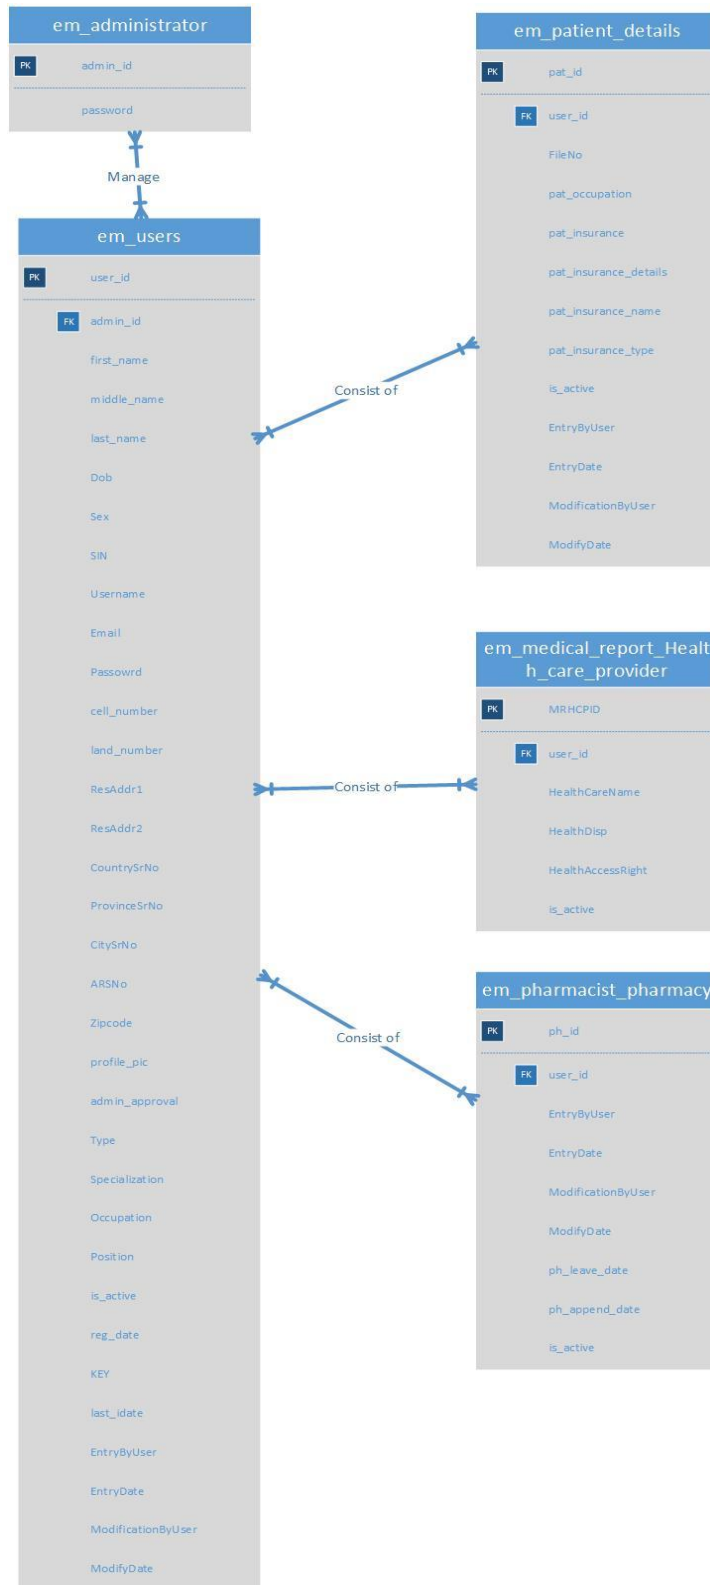 em_administrator
PK admin_id
password
Manage
em_users
PK user_id
FK admin_id
first_name
middle_name
last_name
Dob
Sex
SIN
Username
Email
Passowrd
cell_number
land_number
ResAddr1
ResAddr2
CountrySrNo
ProvinceSrNo
CitySrNo
ARSNo
Zipcode
profile_pic
admin_approval
Type
Specialization
Occupation
Position
is_active
reg_date
KEY
last_idate
EntryByUser
EntryDate
ModificationByUser
ModifyDate
Consist of
Consist of
Consist of
em_patient_details
PK pat_id
FK user_id
FileNo
pat_occupation
pat_insurance
pat_insurance_details
pat_insurance_name
pat_insurance_type
is_active
EntryByUser
EntryDate
ModificationByUser
ModifyDate
em_medical_report_Healt
h_care_provider
PK MRHCPID
FK user_id
HealthCareName
HealthDisp
HealthAccessRight
is_active
em_pharmacist_pharmacy
PK ph_id
FK user_id
EntryByUser
EntryDate
ModificationByUser
ModifyDate
ph_leave_date
ph_append_date
is_active